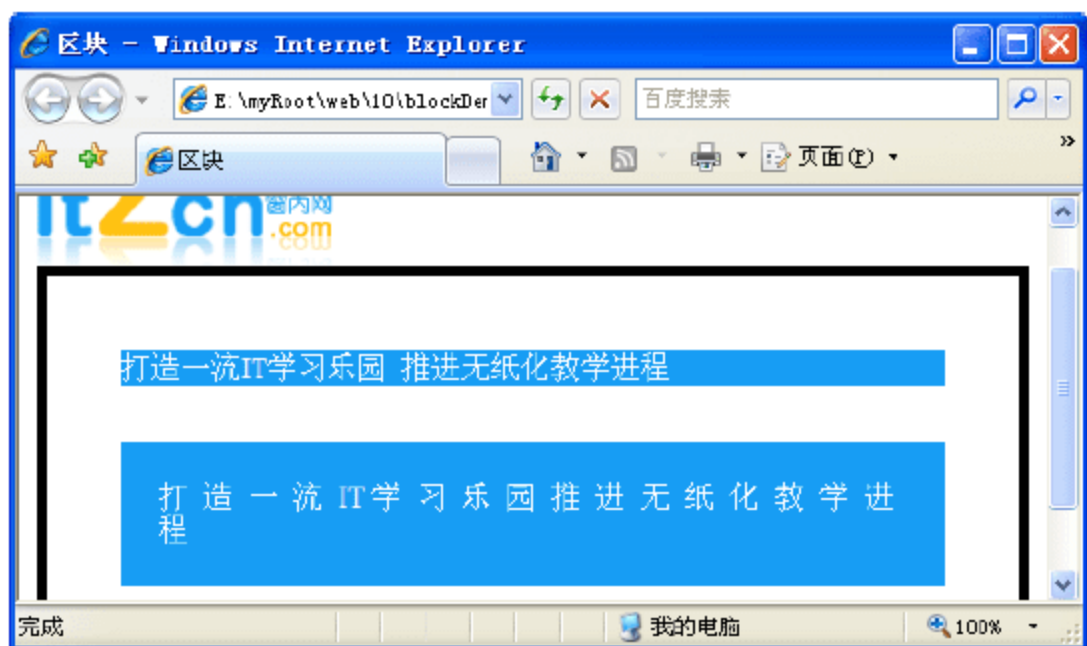 区块 - Windows Internet Explorer
E:\myRoot\web\10\blockDer
百度搜索
区块
页面(P)
»
itZcn 窗内网
.com
打造一流IT学习乐园 推进无纸化教学进程
打造一流IT学习乐园推进无纸化教学进
程
完成
我的电脑
100%